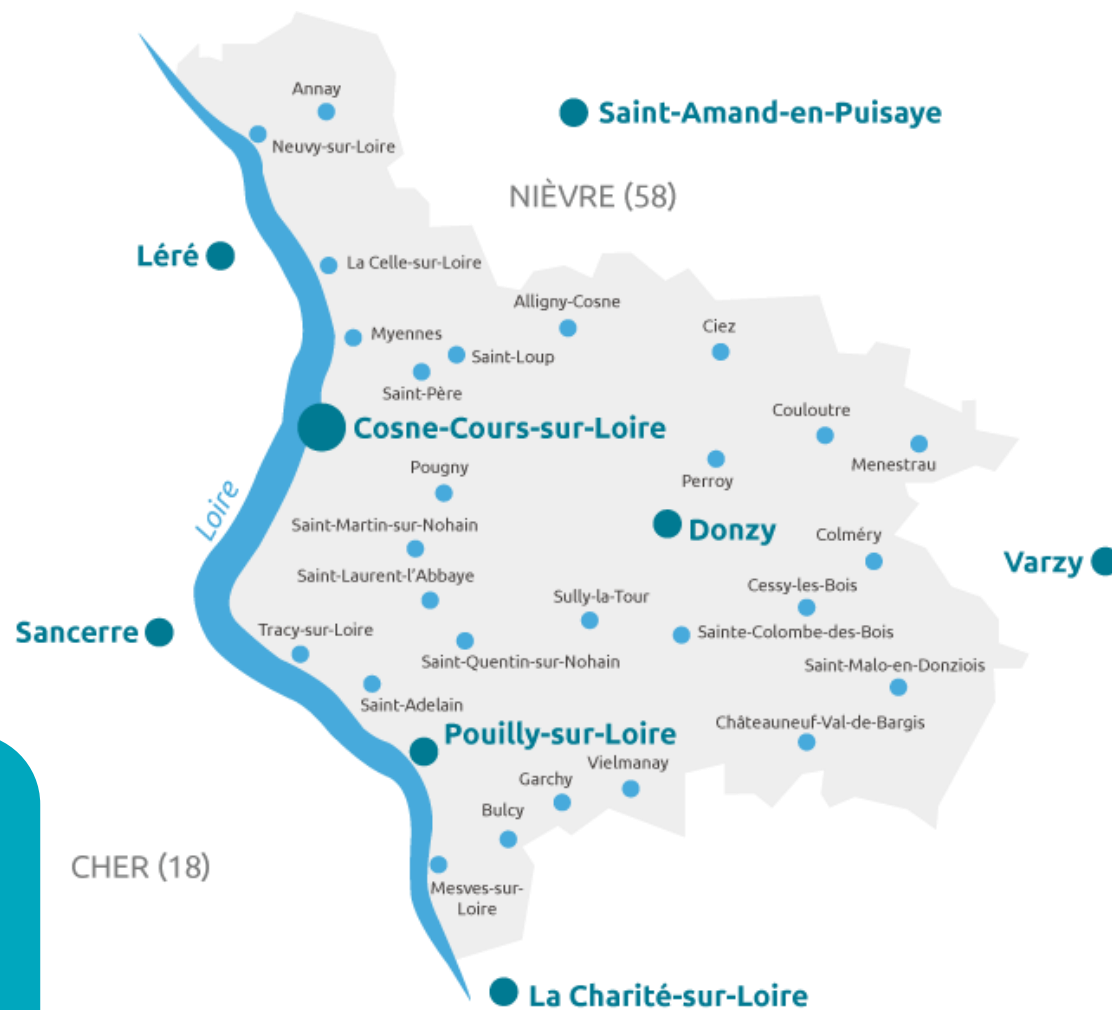 Annay
Saint-Amand-en-Puisaye
Neuvy-sur-Loire
NIÈVRE (58)
Léré
La Celle-sur-Loire
Alligny-Cosne
Ciez
Myennes
Saint-Loup
Saint-Père
Couloutre
Cosne-Cours-sur-Loire
Menestrau
Pougny
Perroy
Loire
Saint-Martin-sur-Nohain
Donzy
Colméry
Varzy
Saint-Laurent-l'Abbaye
Cessy-les-Bois
Sully-la-Tour
Sancerre
Tracy-sur-Loire
Sainte-Colombe-des-Bois
Saint-Quentin-sur-Nohain
Saint-Malo-en-Donziois
Saint-Adelain
Châteauneuf-Val-de-Bargis
Pouilly-sur-Loire
Vielmanay
Garchy
Bulcy
CHER (18)
Mesves-sur-
Loire
La Charité-sur-Loire